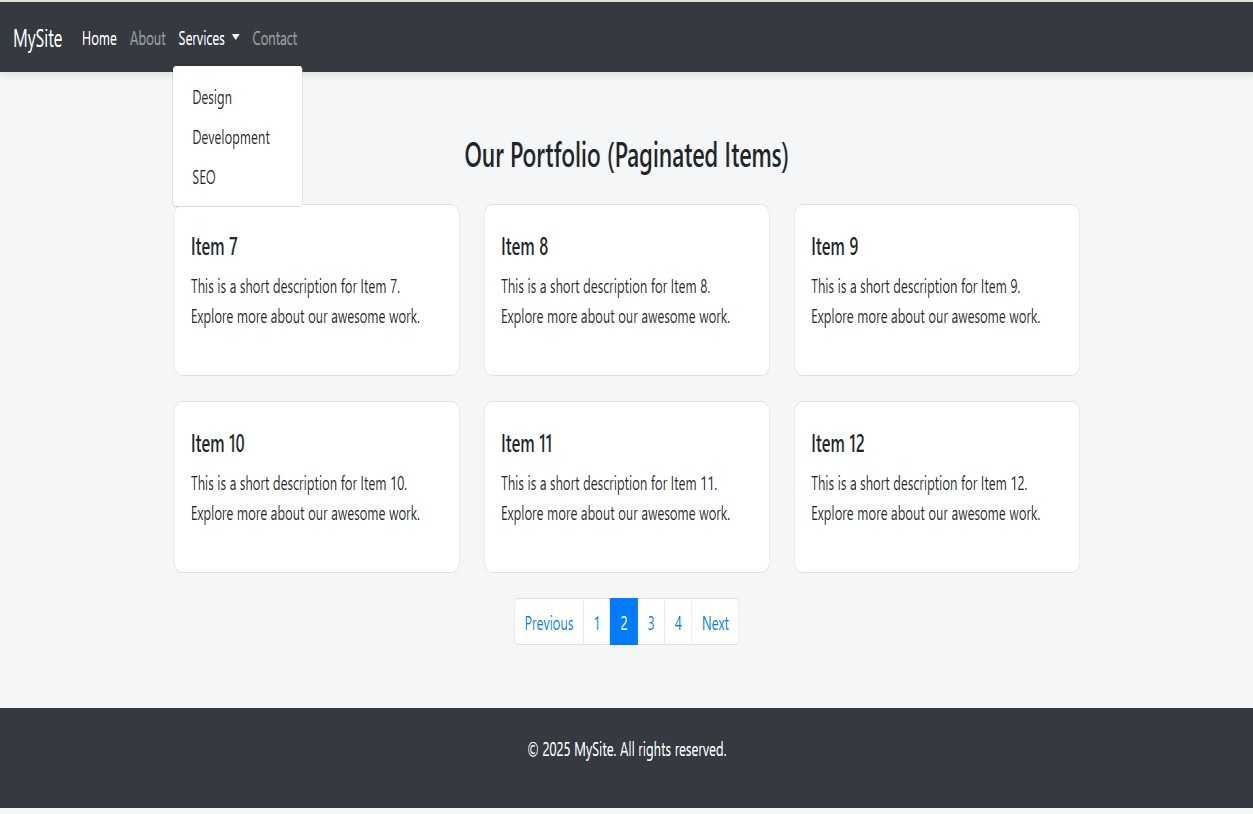 MySite Home About Services Contact
Design
Development
SEO
Our Portfolio (Paginated Items)
Item 7
This is a short description for Item 7.
Explore more about our awesome work.
Item 8
This is a short description for Item 8.
Explore more about our awesome work.
Item 9
This is a short description for Item 9.
Explore more about our awesome work.
Item 10
This is a short description for Item 10.
Explore more about our awesome work.
Item 11
This is a short description for Item 11.
Explore more about our awesome work.
Item 12
This is a short description for Item 12.
Explore more about our awesome work.
Previous 1 2 3 4 Next
© 2025 MySite. All rights reserved.